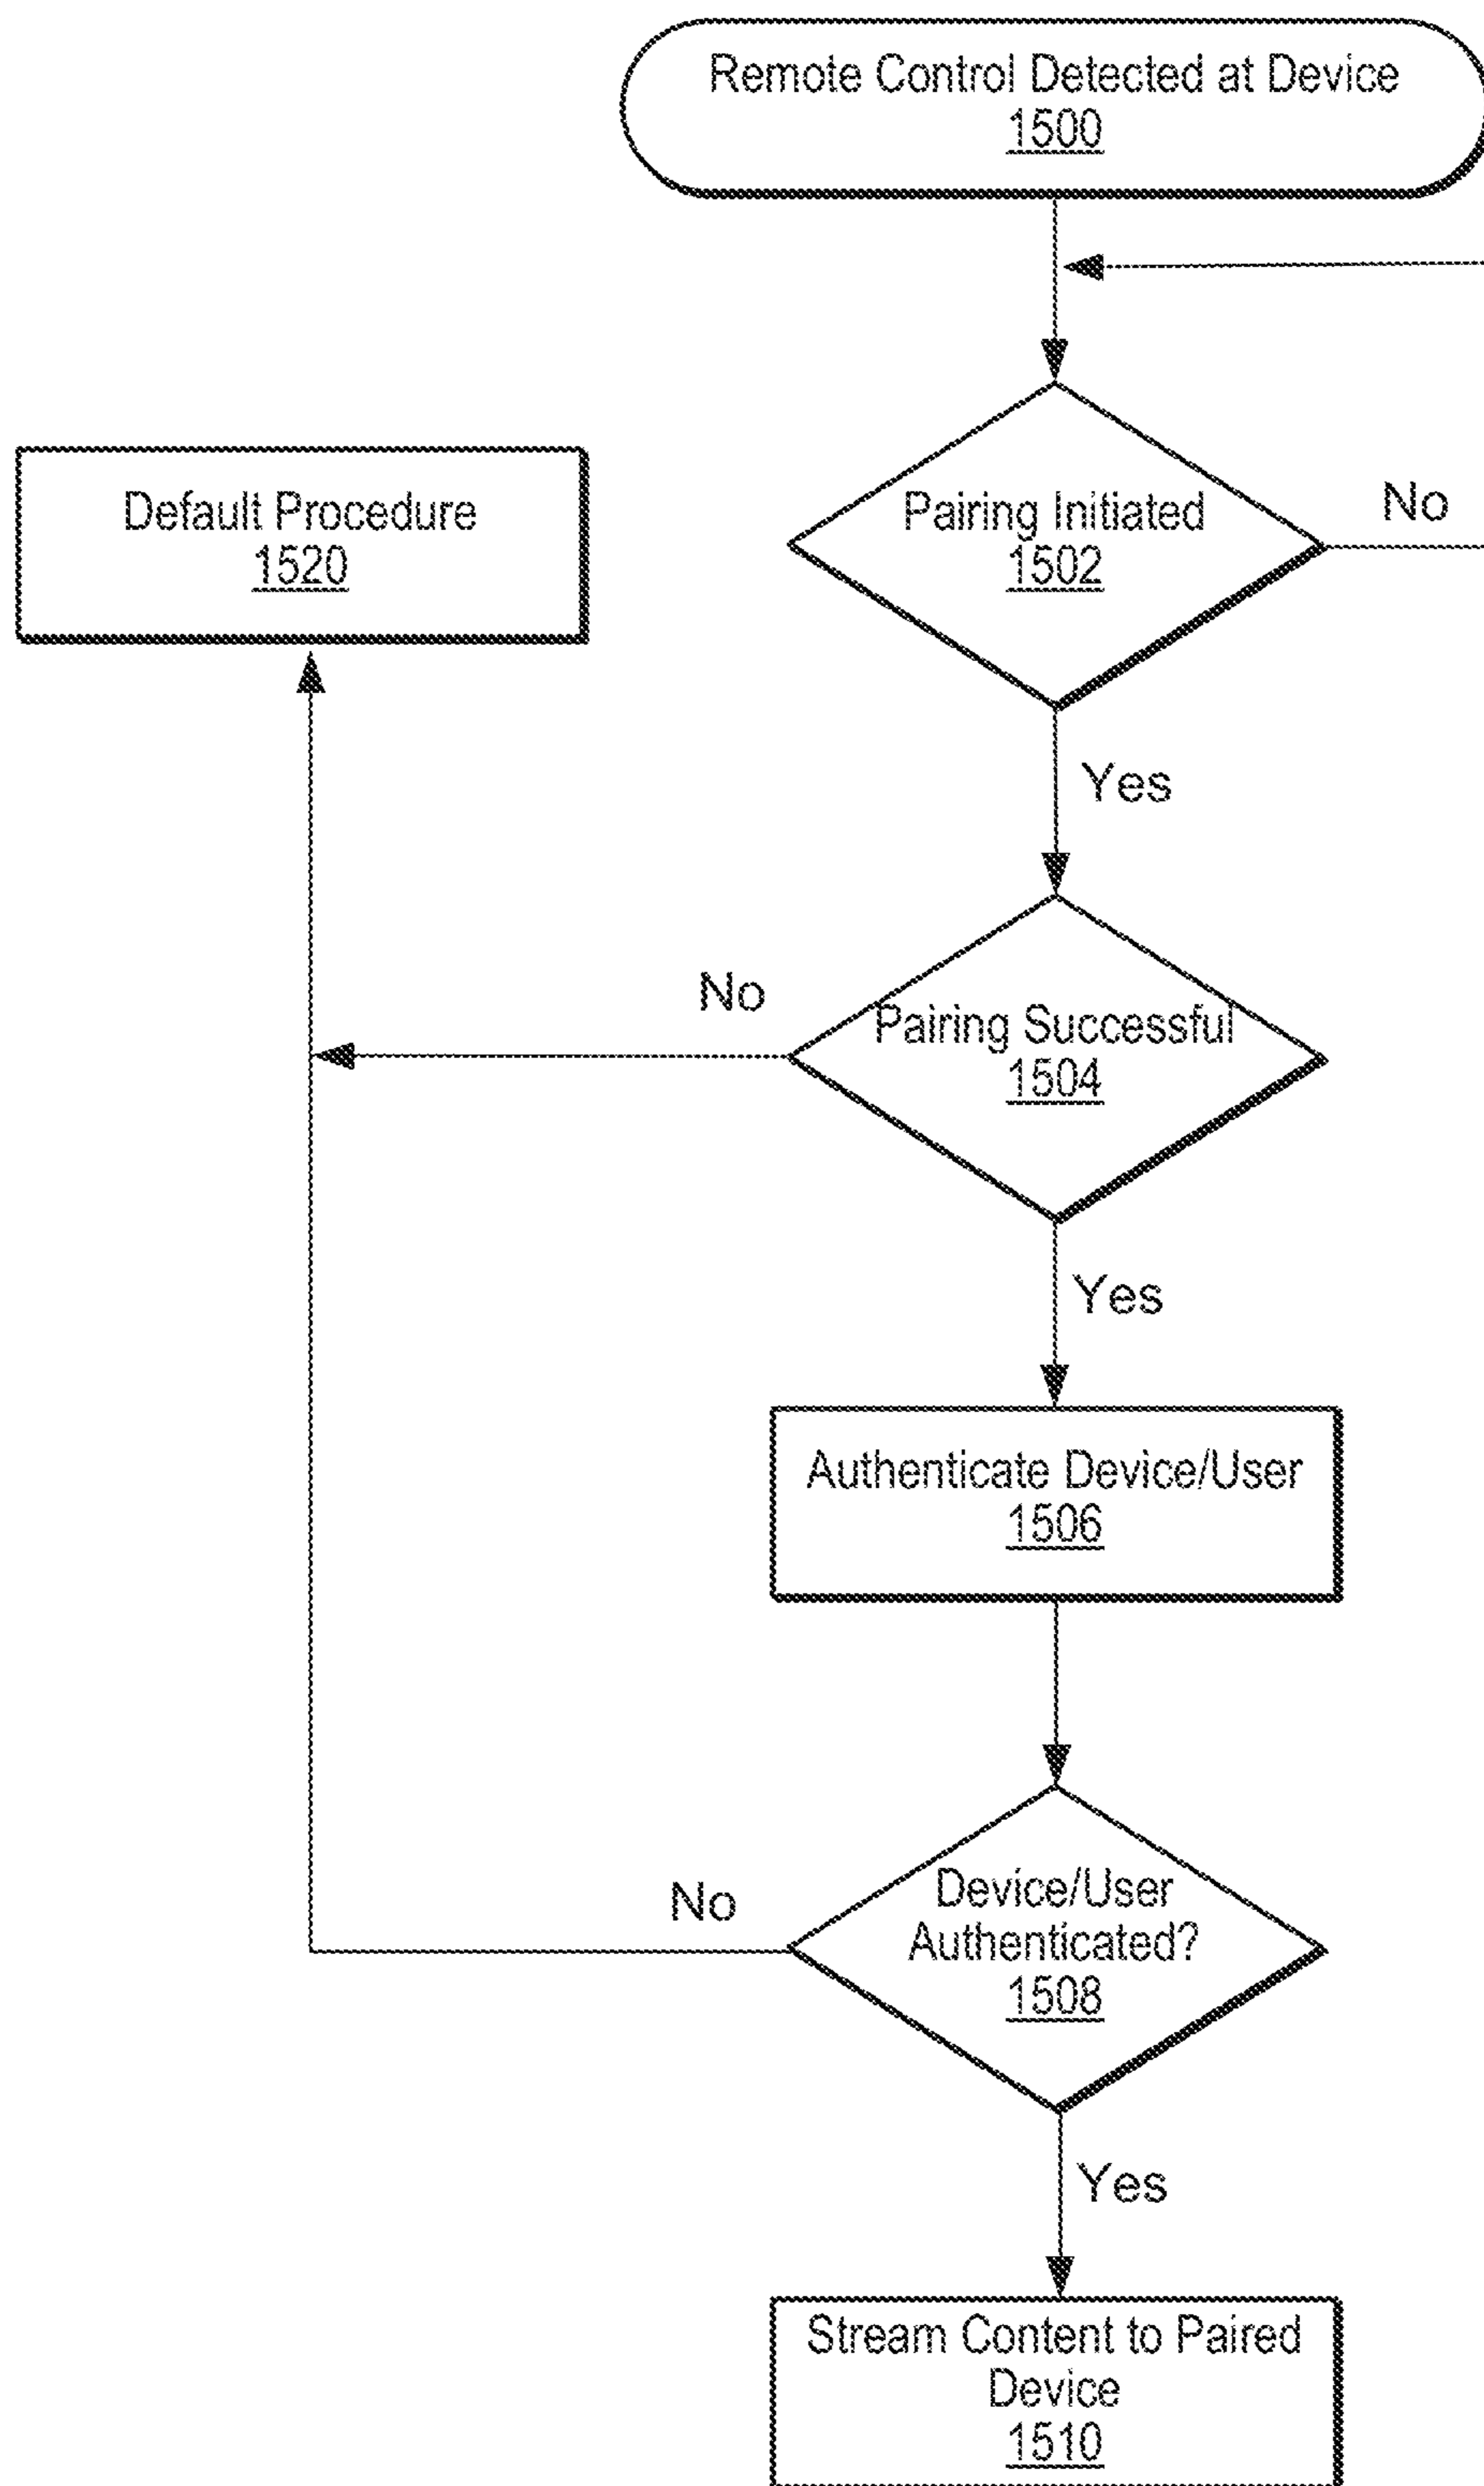 Remote Control Detected at Device
1500
Default Procedure
1520
Pairing Initiated
1502
No
Yes
No
Pairing Successful
1504
Yes
Authenticate Device/User
1506
No
Device/User
Authenticated?
1508
Yes
Stream Content to Paired
Device
1510